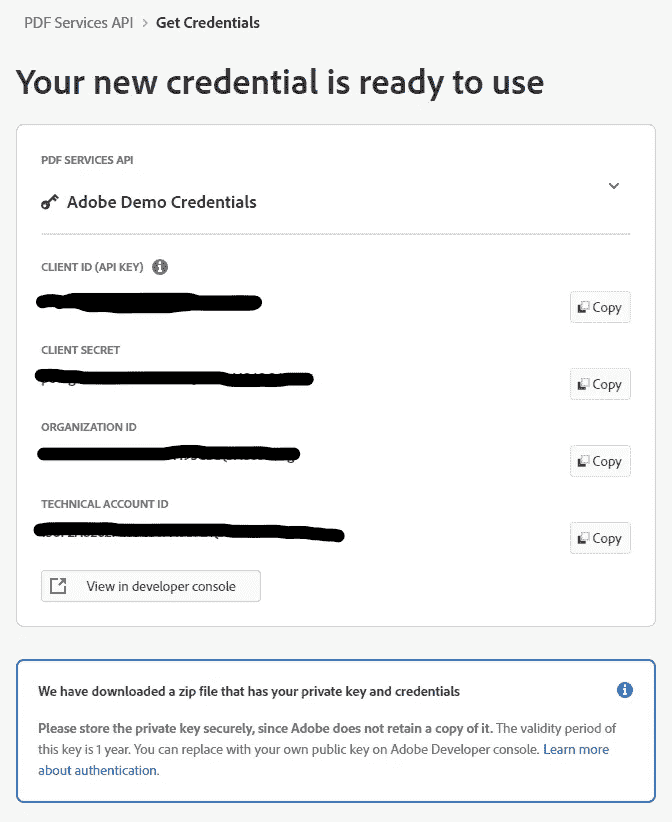 PDF Services API > Get Credentials
Your new credential is ready to use
PDF SERVICES API
Adobe Demo Credentials
CLIENT ID (API KEY)
Copy
CLIENT SECRET
Copy
ORGANIZATION ID
Copy
TECHNICAL ACCOUNT ID
Copy
View in developer console
We have downloaded a zip file that has your private key and credentials
Please store the private key securely, since Adobe does not retain a copy of it. The validity period of
this key is 1 year. You can replace with your own public key on Adobe Developer console. Learn more
about authentication.